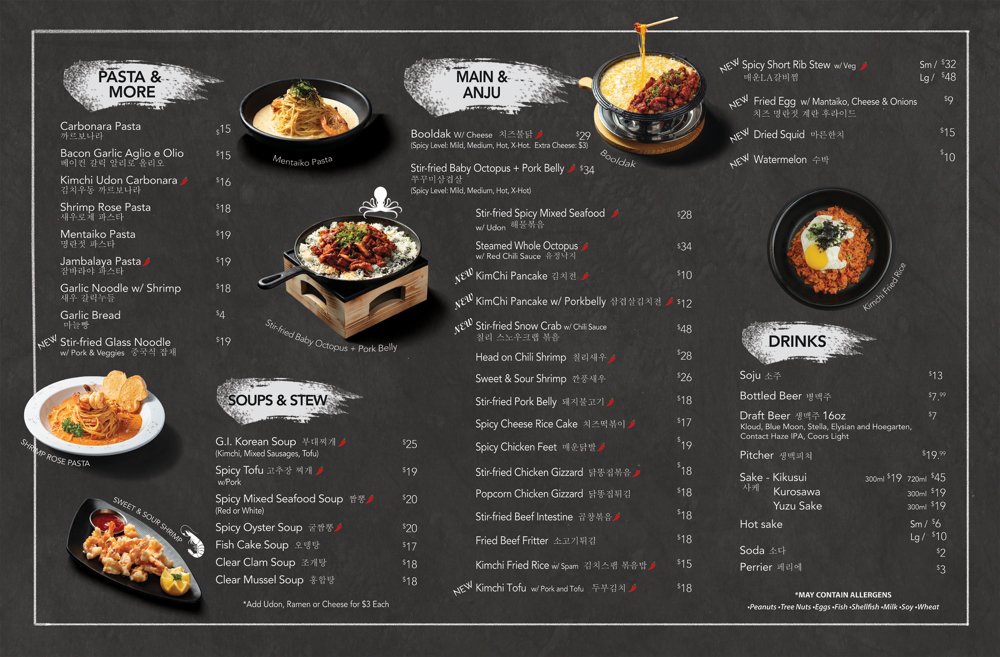 PASTA &
MORE
Carbonara Pasta $15
까르보나라
Bacon Garlic Aglio e Olio $15
베이컨 갈릭 알리로 올리오
Kimchi Udon Carbonara $16
김치우동 까르보나라
Shrimp Rose Pasta $18
새우로제 파스타
Mentaiko Pasta $19
명란젓 파스타
Jambalaya Pasta $19
잠바라야 파스타
Garlic Noodle w/ Shrimp $18
새우 갈릭누들
Garlic Bread $4
마늘빵
NEW Stir-fried Glass Noodle $19
w/ Pork & Veggies 중국식 잡채
SHRIMP ROSE PASTA
SWEET & SOUR SHRIMP
Mentaiko Pasta
Stir-fried Baby Octopus + Pork Belly
SOUPS & STEW
G.I. Korean Soup 부대찌개 $25
(Kimchi, Mixed Sausages, Tofu)
Spicy Tofu 고추장 찌개 $19
w/Pork
Spicy Mixed Seafood Soup 짬뽕 $20
(Red or White)
Spicy Oyster Soup 굴짬뽕 $20
Fish Cake Soup 오뎅탕 $17
Clear Clam Soup 조개탕 $18
Clear Mussel Soup 홍합탕 $18
*Add Udon, Ramen or Cheese for $3 Each
MAIN &
ANJU
Booldak W/ Cheese 치즈불닭 $29
(Spicy Level: Mild, Medium, Hot, X-Hot. Extra Cheese: $3)
Stir-fried Baby Octopus + Pork Belly $34
쭈꾸미삼겹살
(Spicy Level: Mild, Medium, Hot, X-Hot)
Stir-fried Spicy Mixed Seafood $28
w/ Udon 해물볶음
Steamed Whole Octopus $34
w/ Red Chili Sauce 유정낙지
NEW KimChi Pancake 김치전 $10
NEW KimChi Pancake w/ Porkbelly 삼겹살김치전 $12
NEW Stir-fried Snow Crab w/ Chili Sauce $48
칠리 스노우크랩 볶음
Head on Chili Shrimp 칠리새우 $28
Sweet & Sour Shrimp 깐풍새우 $26
Stir-fried Pork Belly 돼지불고기 $18
Spicy Cheese Rice Cake 치즈떡볶이 $17
Spicy Chicken Feet 매운닭발 $19
Stir-fried Chicken Gizzard 닭똥집볶음 $18
Popcorn Chicken Gizzard 닭똥집튀김 $18
Stir-fried Beef Intestine 곱창볶음 $18
Fried Beef Fritter 소고기튀김 $18
Kimchi Fried Rice w/ Spam 김치스팸 볶음밥 $15
NEW Kimchi Tofu w/ Pork and Tofu 두부김치 $18
Booldak
NEW Spicy Short Rib Stew w/ Veg Sm / $32
매운LA갈비찜 Lg / $48
NEW Fried Egg w/ Mantaiko, Cheese & Onions $9
치즈 명란젓 계란 후라이드
NEW Dried Squid 마른한치 $15
NEW Watermelon 수박 $10
Kimchi Fried Rice
DRINKS
Soju 소주 $13
Bottled Beer 병맥주 $7.99
Draft Beer 생맥주 16oz $7
Kloud, Blue Moon, Stella, Elysian and Hoegarten,
Contact Haze IPA, Coors Light
Pitcher 생맥피쳐 $19.99
Sake - Kikusui 300ml $19 720ml $45
사케 Kurosawa 300ml $19
Yuzu Sake 300ml $19
Hot sake Sm / $6
Lg / $10
Soda 소다 $2
Perrier 페리에 $3
*MAY CONTAIN ALLERGENS
•Peanuts •Tree Nuts •Eggs •Fish •Shellfish •Milk •Soy •Wheat